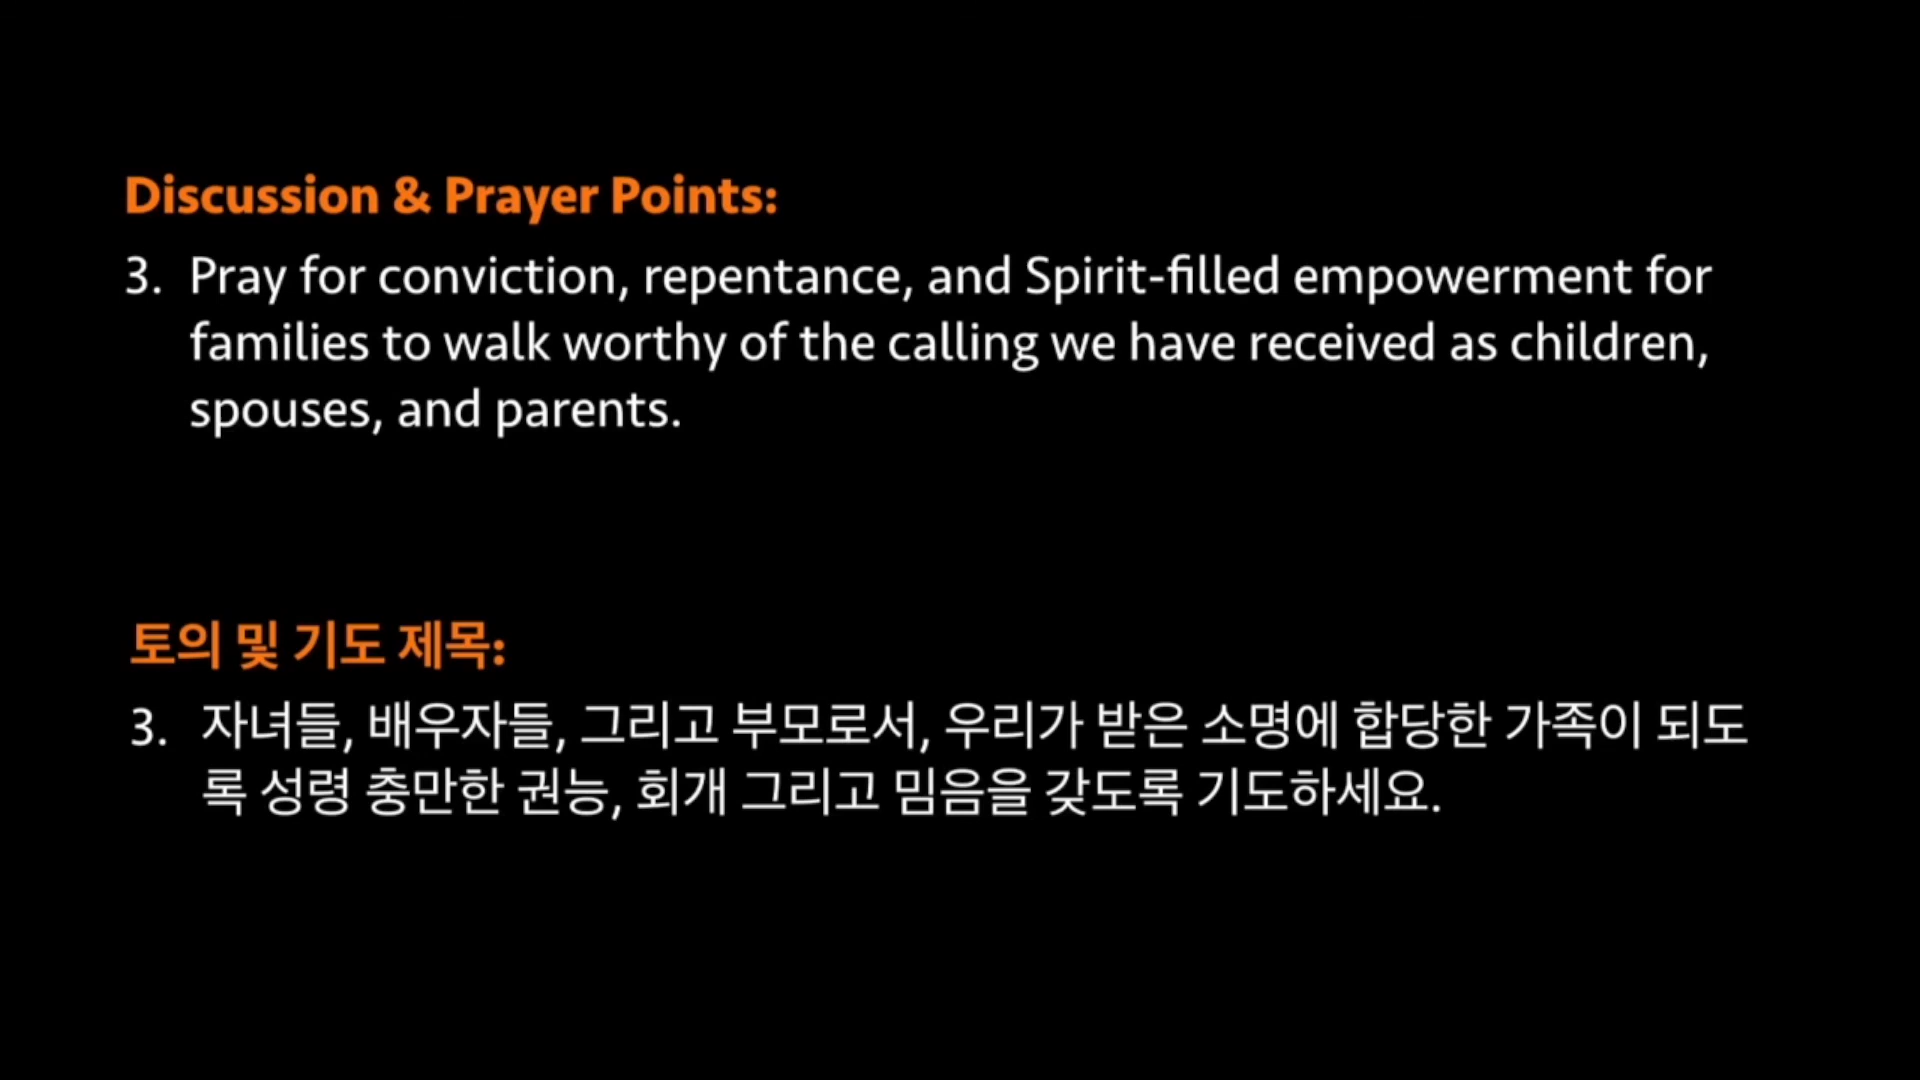 Discussion & Prayer Points:
3. Pray for conviction, repentance, and Spirit-filled empowerment for
families to walk worthy of the calling we have received as children,
spouses, and parents.
토의 및 기도 제목:
3. 자녀들, 배우자들, 그리고 부모로서, 우리가 받은 소명에 합당한 가족이 되도
록 성령 충만한 권능, 회개 그리고 믿음을 갖도록 기도하세요.